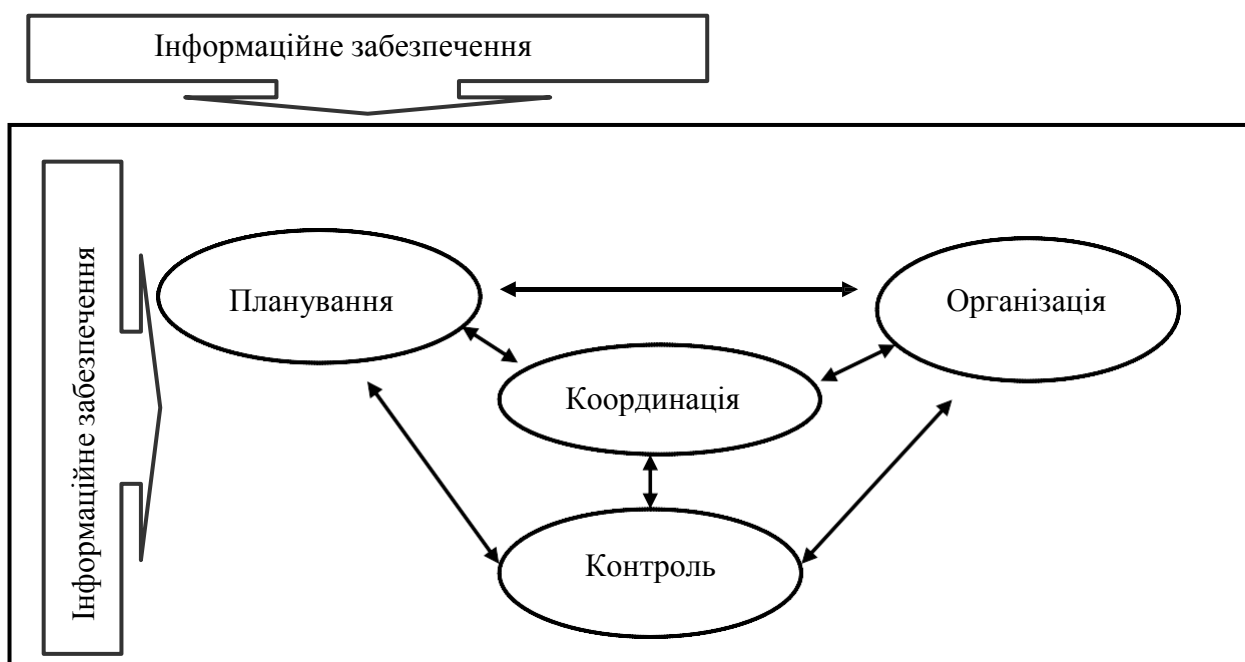 Інформаційне забезпечення
Інформаційне забезпечення
Планування
Організація
Координація
Контроль